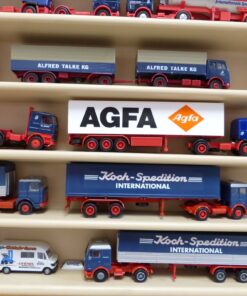 ALFRED TALKE KG
ALFRED TALKE KG
AGFA
Agfa
Koch-Spedition
INTERNATIONAL
Koch-Spedition
INTERNATIONAL